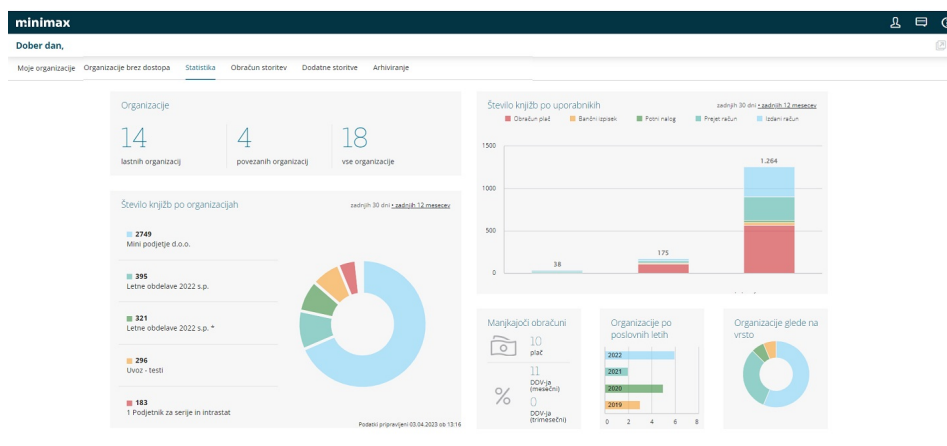 minimax
Dober dan,
Moje organizacije Organizacije brez dostopa Statistika Obračun storitev Dodatne storitve Arhiviranje
Organizacije
14 4 18
lastnih organizacij povezanih organizacij vse organizacije
Število knjižb po organizacijah zadnjih 30 dni • zadnjih 12 mesecev
2749
Mini podjetje d.o.o.
395
Letne obdelave 2022 s.p.
321
Letne obdelave 2022 s.p. *
296
Uvoz - testi
183
1 Podjetnik za serije in intrastat
Podatki pripravljeni 03.04.2023 ob 13:16
Število knjižb po uporabnikih zadnjih 30 dni • zadnjih 12 mesecev
Obračun plač Bančni izpisek Potni nalog Prejet račun Izdani račun
1500
1.264
1000
500
175
38
0
Manjkajoči obračuni
10
plač
11
DDV-ja
(mesečni)
0
DDV-ja
(trimesečni)
Organizacije po
poslovnih letih
2022
2021
2020
2019
0 2 4 6 8
Organizacije glede na
vrsto